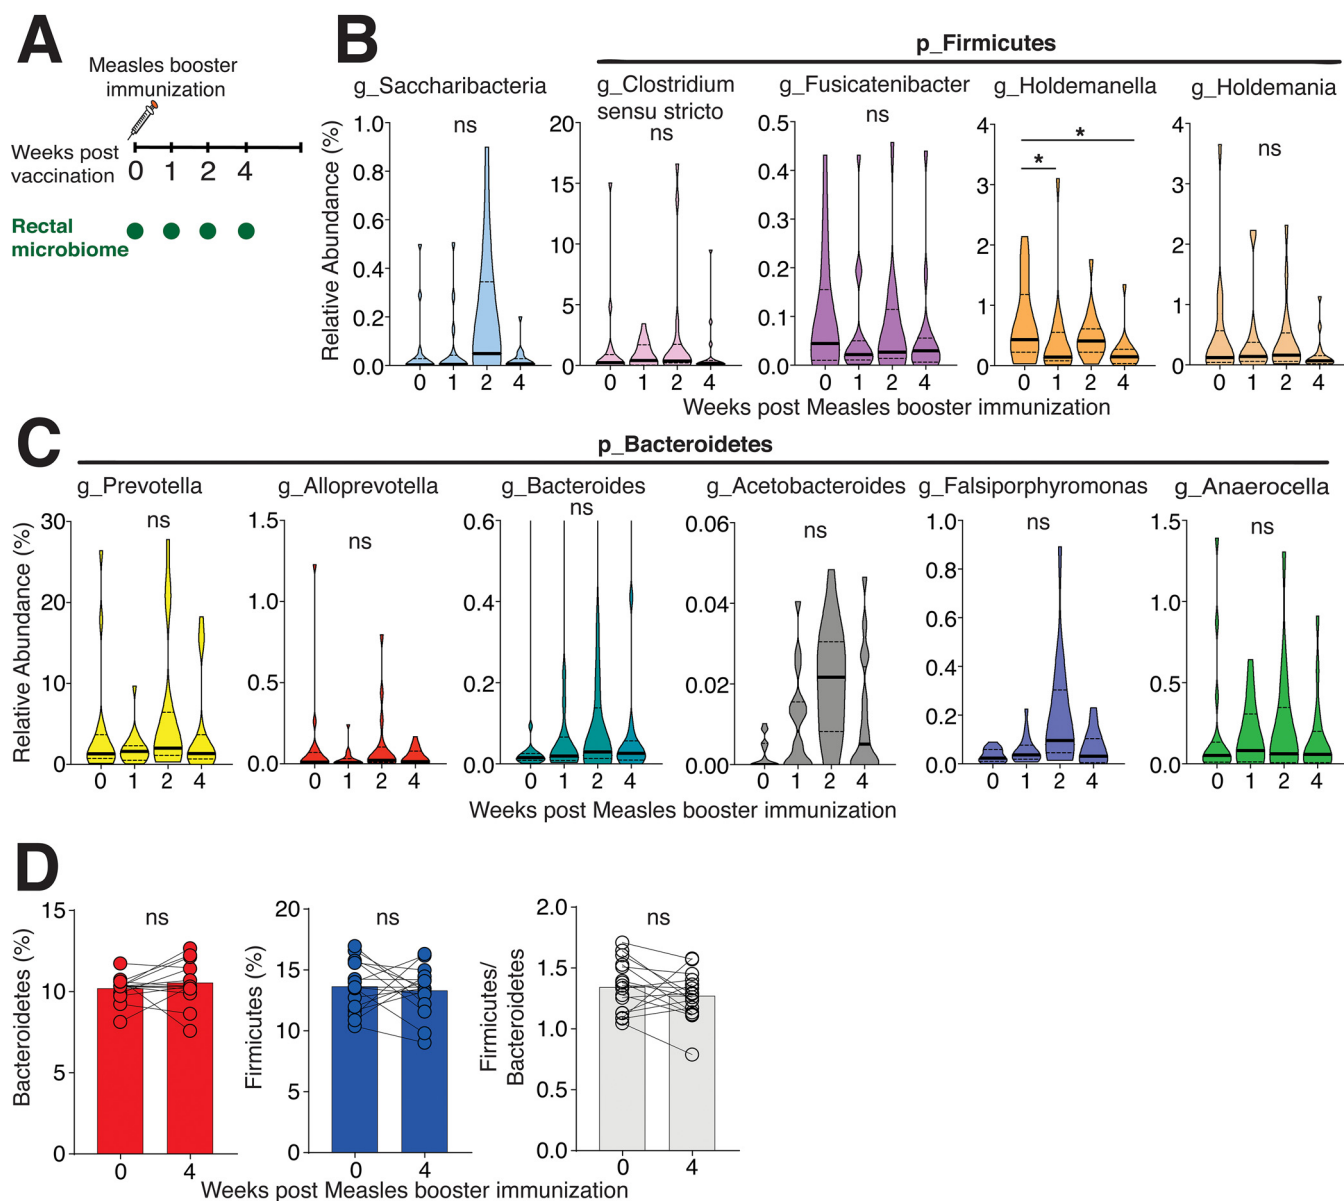 A
Measles booster
immunization
Weeks post
vaccination
0 1 2 4
Rectal
microbiome
B
p_Firmicutes
g_Saccharibacteria
g_Clostridium
sensu stricto
g_Fusicatenibacter
g_Holdemanella
g_Holdemania
Relative Abundance (%)
ns
1.0
0.8
0.6
0.4
0.2
0.0
0 1 2 4
ns
20
15
10
5
0
0 1 2 4
ns
0.5
0.4
0.3
0.2
0.1
0.0
0 1 2 4
*
*
4
3
2
1
0
0 1 2 4
ns
4
3
2
1
0
0 1 2 4
Weeks post Measles booster immunization
C
p_Bacteroidetes
g_Prevotella
g_Alloprevotella
g_Bacteroides
g_Acetobacteroides
g_Falsiporphyromonas
g_Anaerocella
Relative Abundance (%)
ns
30
20
10
0
0 1 2 4
ns
1.5
1.0
0.5
0.0
0 1 2 4
ns
0.6
0.4
0.2
0.0
0 1 2 4
ns
0.06
0.04
0.02
0.00
0 1 2 4
ns
1.0
0.8
0.6
0.4
0.2
0.0
0 1 2 4
ns
1.5
1.0
0.5
0.0
0 1 2 4
Weeks post Measles booster immunization
D
Bacteroidetes (%)
ns
15
10
5
0
0 4
Firmicutes (%)
ns
20
15
10
5
0
0 4
Firmicutes/
Bacteroidetes
ns
2.0
1.5
1.0
0.5
0.0
0 4
Weeks post Measles booster immunization